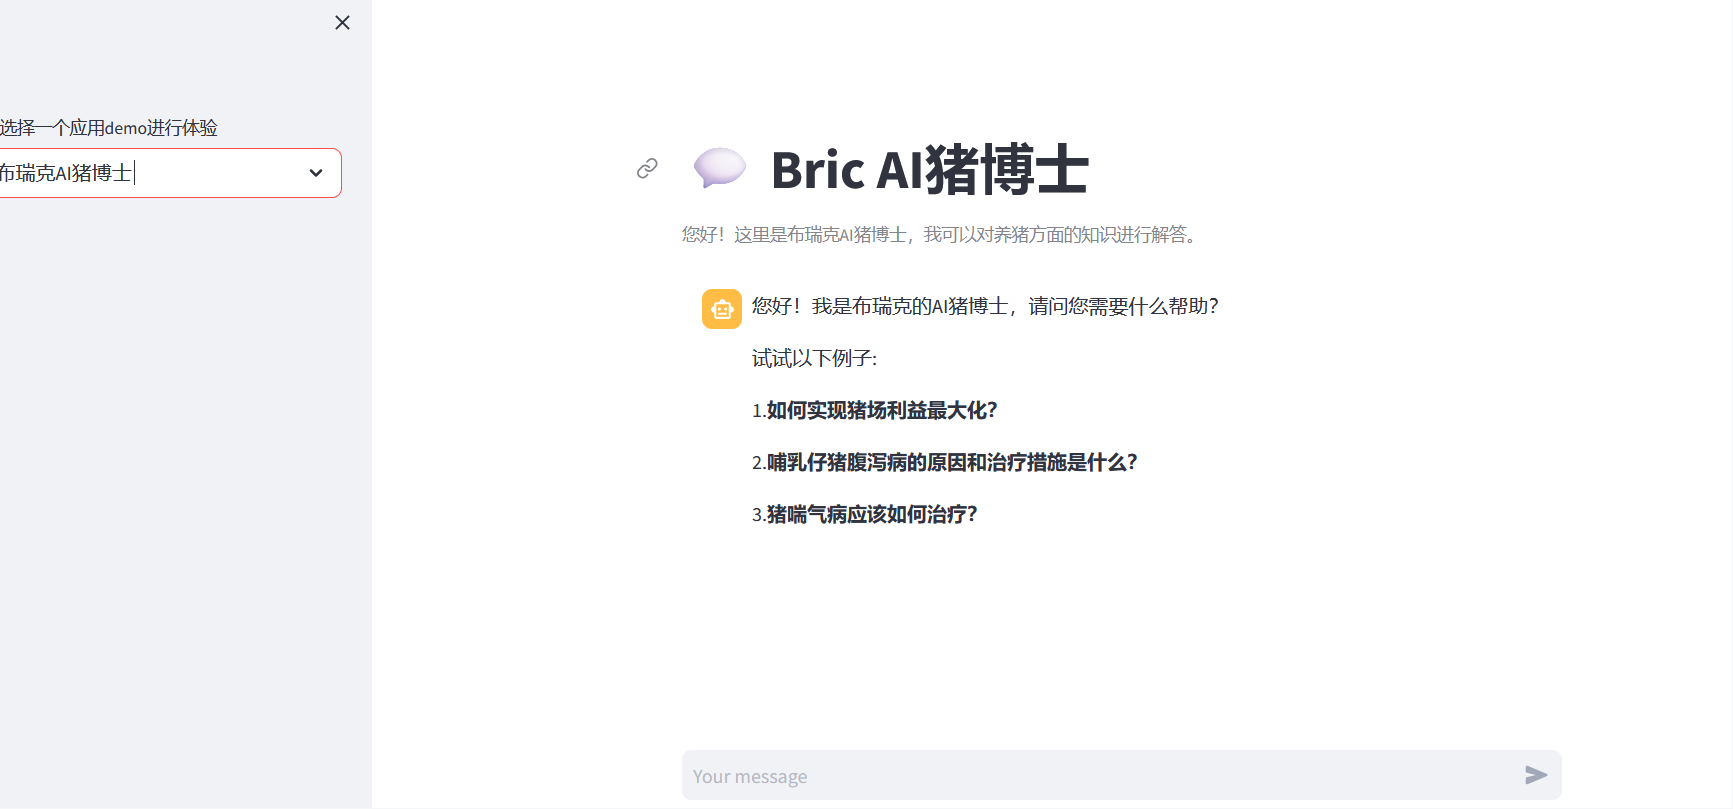 选择一个应用demo进行体验
布瑞克AI猪博士
Bric AI猪博士
您好！这里是布瑞克AI猪博士，我可以对养猪方面的知识进行解答。
您好！我是布瑞克的AI猪博士，请问您需要什么帮助？
试试以下例子:
1.如何实现猪场利益最大化？
2.哺乳仔猪腹泻病的原因和治疗措施是什么？
3.猪喘气病应该如何治疗？
Your message